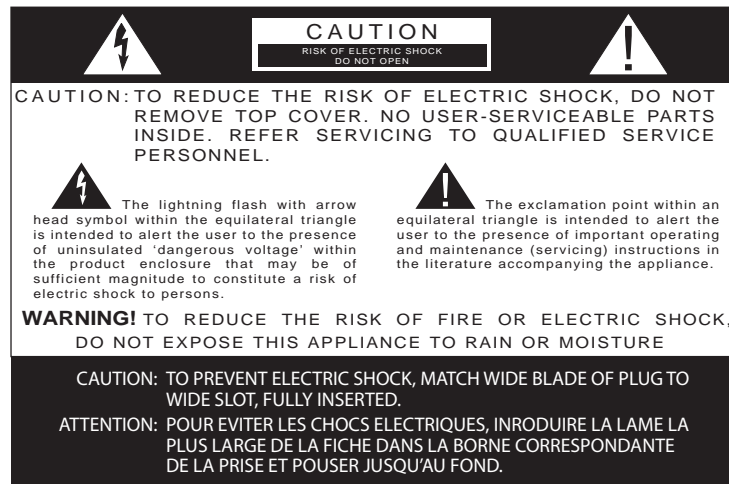 CAUTION
RISK OF ELECTRIC SHOCK
DO NOT OPEN
CAUTION: TO REDUCE THE RISK OF ELECTRIC SHOCK, DO NOT
REMOVE TOP COVER. NO USER-SERVICEABLE PARTS
INSIDE. REFER SERVICING TO QUALIFIED SERVICE
PERSONNEL.
The lightning flash with arrow
head symbol within the equilateral triangle
is intended to alert the user to the presence
of uninsulated 'dangerous voltage' within
the product enclosure that may be of
sufficient magnitude to constitute a risk of
electric shock to persons.
The exclamation point within an
equilateral triangle is intended to alert the
user to the presence of important operating
and maintenance (servicing) instructions in
the literature accompanying the appliance.
WARNING! TO REDUCE THE RISK OF FIRE OR ELECTRIC SHOCK,
DO NOT EXPOSE THIS APPLIANCE TO RAIN OR MOISTURE
CAUTION: TO PREVENT ELECTRIC SHOCK, MATCH WIDE BLADE OF PLUG TO
WIDE SLOT, FULLY INSERTED.
ATTENTION: POUR EVITER LES CHOCS ELECTRIQUES, INRODUIRE LA LAME LA
PLUS LARGE DE LA FICHE DANS LA BORNE CORRESPONDANTE
DE LA PRISE ET POUSER JUSQU'AU FOND.